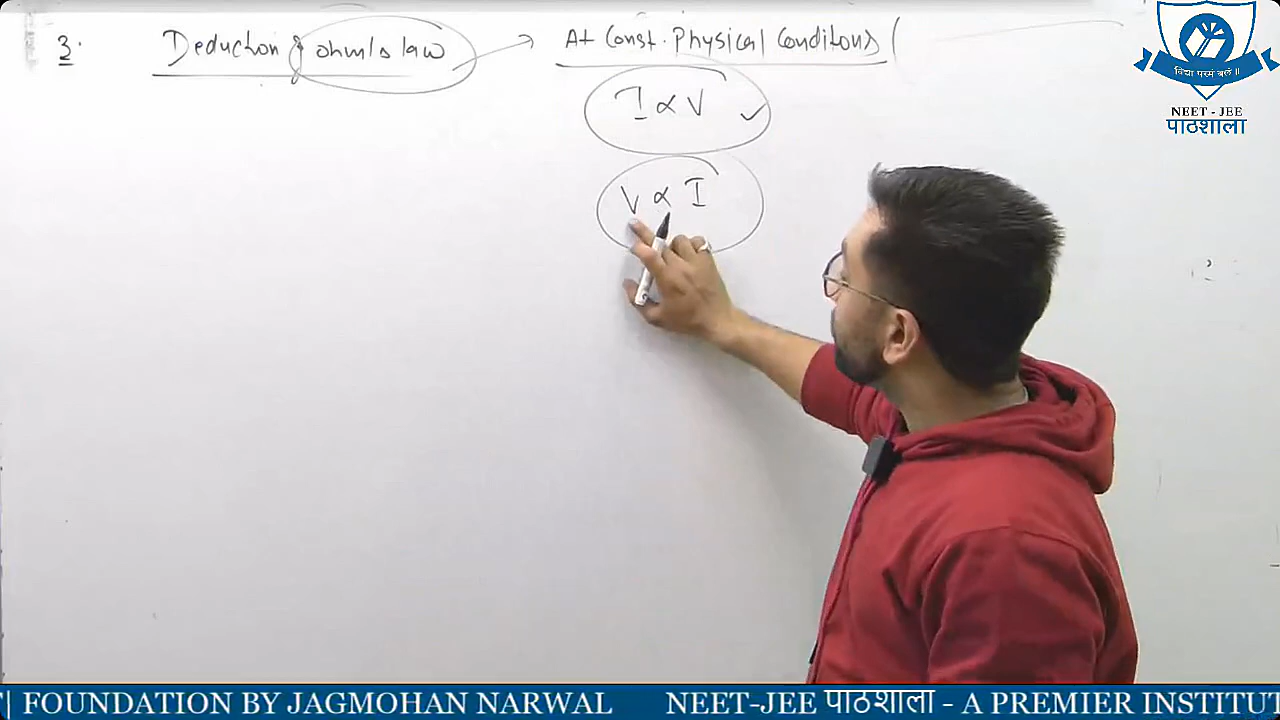 3. Deduction of ohm's law → At Const. Physical Conditons (
I ∝ V ✓
V ∝ I
विद्या परमं बलं ॥
NEET - JEE
पाठशाला
T| FOUNDATION BY JAGMOHAN NARWAL NEET-JEE पाठशाला - A PREMIER INSTITUT